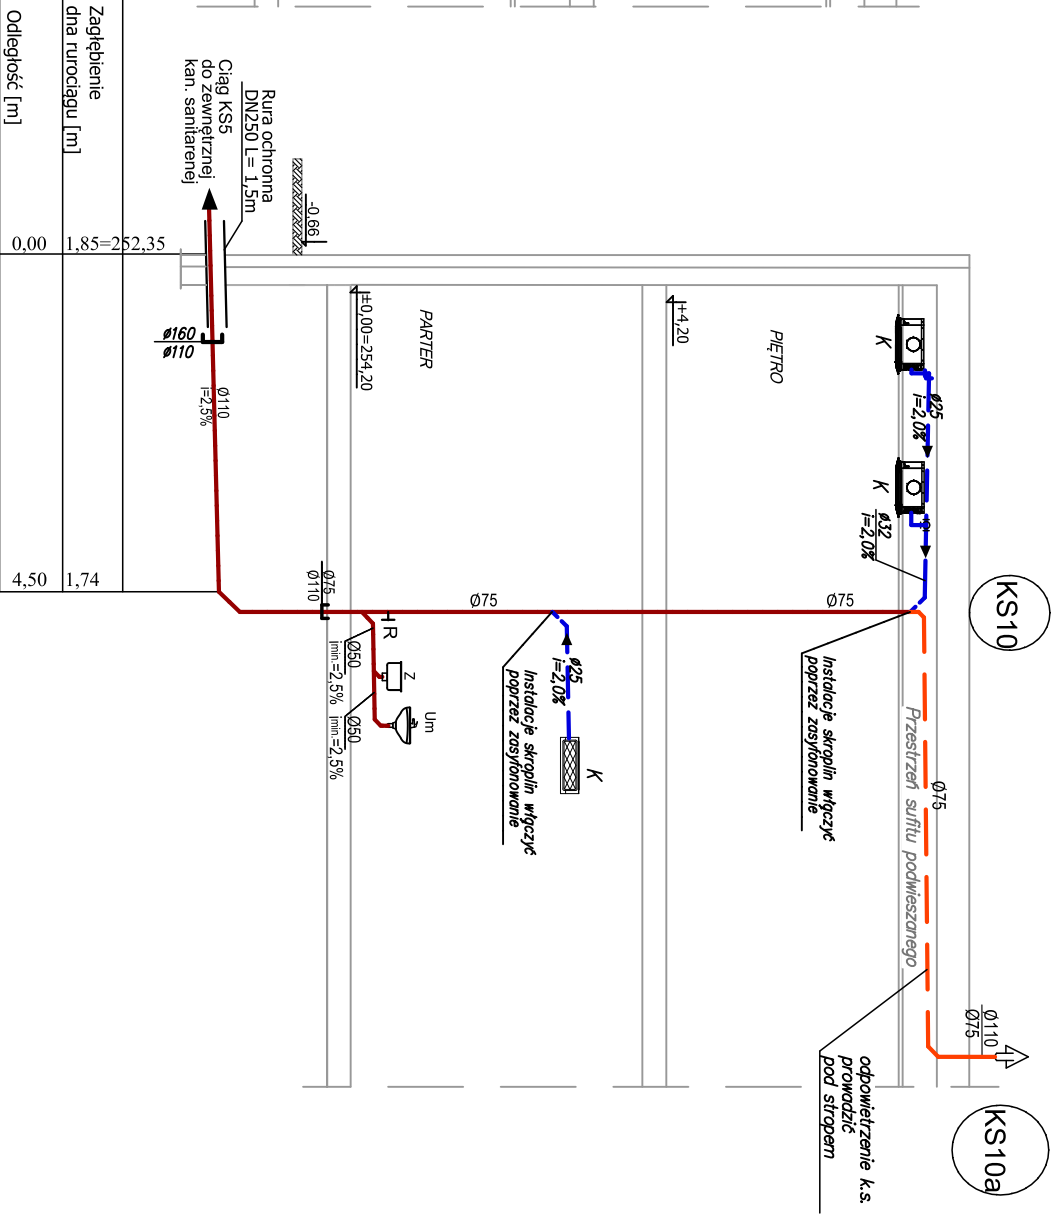 KS10
KS10a
Ø110
Ø75
odpowietrzenie k.s.
prowadzić
pod stropem
Ø75
Przestrzeń sufitu podwieszanego
K
ø25
i=2,0%
K
ø32
i=2,0%
Instalacje skroplin włączyć
poprzez zasyfonowanie
Ø75
PIĘTRO
+4,20
K
ø25
i=2,0%
Instalacje skroplin włączyć
poprzez zasyfonowanie
Ø75
PARTER
±0,00=254,20
-0,66
R
Z
Um
Ø50
imin.=2,5%
Ø50
imin.=2,5%
Ø75
Ø110
Rura ochronna
DN250 L= 1,5m
Ciąg KS5
do zewnętrznej
kan. sanitarenej
ø160
ø110
Ø110
i=2,5%
Zagłębienie
dna rurociągu [m]
1,85=252,35
1,74
Odległość [m]
0,00
4,50